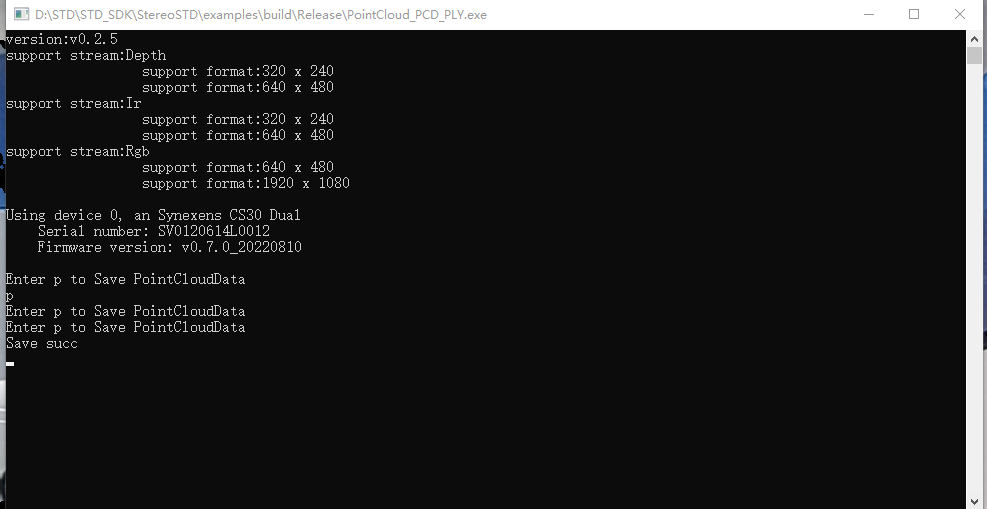 D:\STD\STD_SDK\StereoSTD\examples\build\Release\PointCloud_PCD_PLY.exe
version:v0.2.5
support stream:Depth
support format:320 x 240
support format:640 x 480
support stream:Ir
support format:320 x 240
support format:640 x 480
support stream:Rgb
support format:640 x 480
support format:1920 x 1080
Using device 0, an Synexens CS30 Dual
Serial number: SV0120614L0012
Firmware version: v0.7.0_20220810
Enter p to Save PointCloudData
p
Enter p to Save PointCloudData
Enter p to Save PointCloudData
Save succ